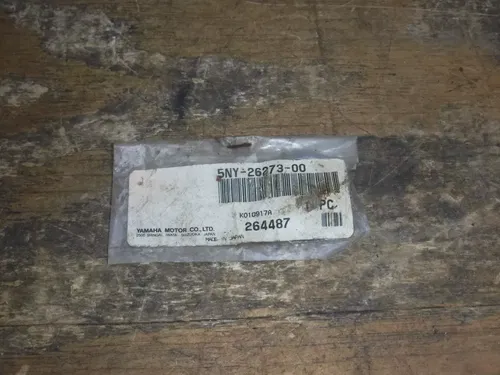 5NY-26273-00
1 PC.
K010917A
YAMAHA MOTOR CO., LTD.
264487
MADE IN JAPAN